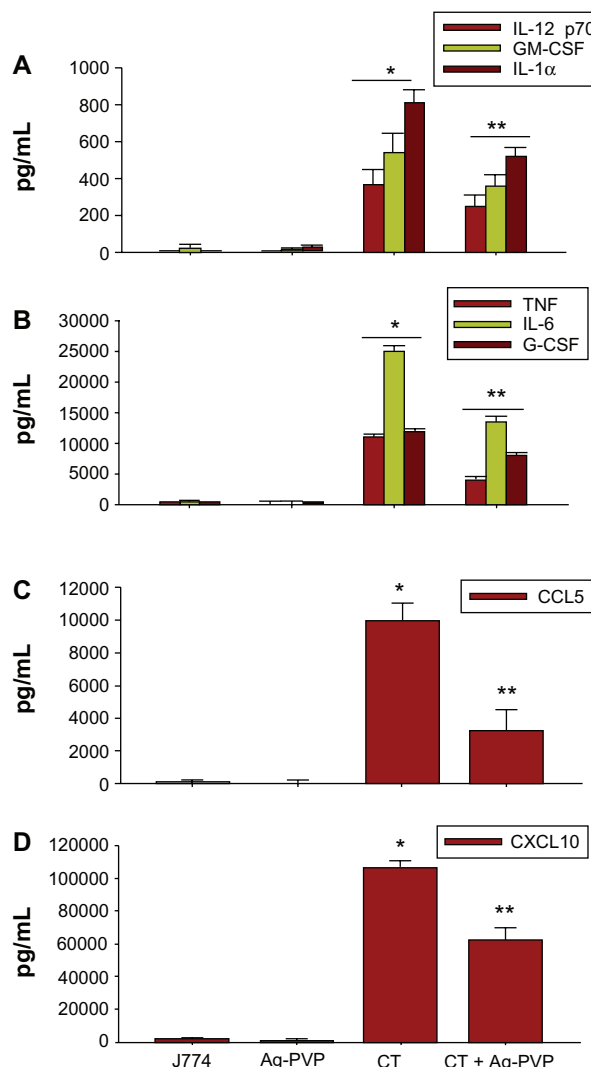 IL-12 p70
GM-CSF
IL-1α
A
pg/mL
1000
800
600
400
200
0
*
**
TNF
IL-6
G-CSF
B
pg/mL
30000
25000
20000
15000
10000
5000
0
*
**
C
CCL5
pg/mL
12000
10000
8000
6000
4000
2000
0
*
**
D
CXCL10
pg/mL
120000
100000
80000
60000
40000
20000
0
*
**
J774 Ag-PVP CT CT + Ag-PVP